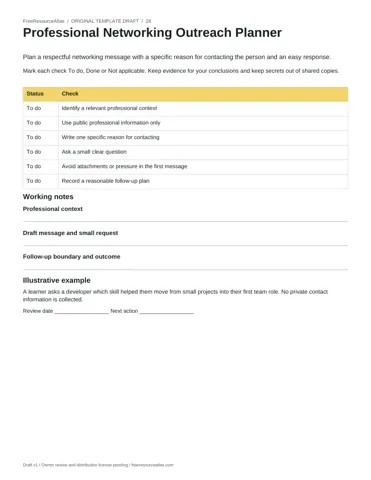 FreeResourceAtlas / ORIGINAL TEMPLATE DRAFT / 28
Professional Networking Outreach Planner
Plan a respectful networking message with a specific reason for contacting the person and an easy response.
Mark each check To do, Done or Not applicable. Keep evidence for your conclusions and keep secrets out of shared copies.
Status Check
To do Identify a relevant professional context
To do Use public professional information only
To do Write one specific reason for contacting
To do Ask a small clear question
To do Avoid attachments or pressure in the first message
To do Record a reasonable follow-up plan
Working notes
Professional context
Draft message and small request
Follow-up boundary and outcome
Illustrative example
A learner asks a developer which skill helped them move from small projects into their first team role. No private contact
information is collected.
Review date ___________________ Next action ___________________
Draft v1 / Owner review and distribution license pending / freeresourceatlas.com